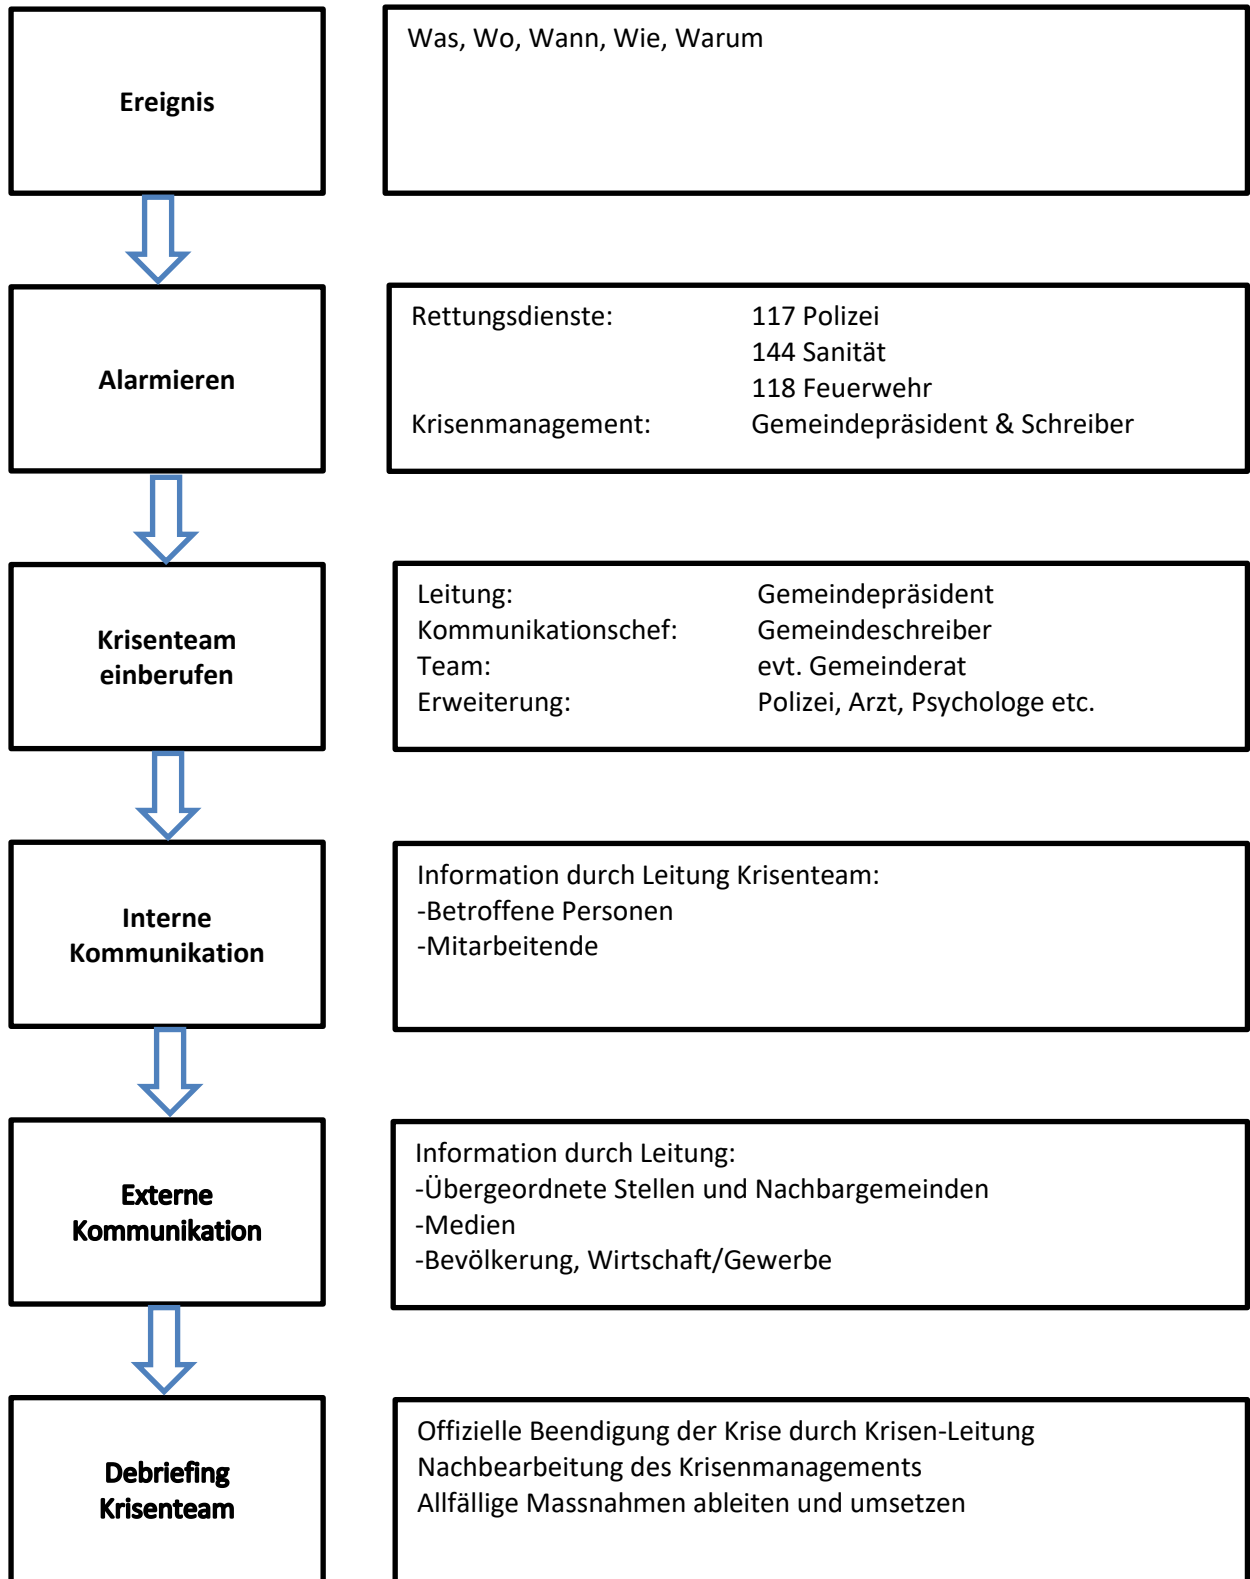 Ereignis
Was, Wo, Wann, Wie, Warum
Alarmieren
Rettungsdienste: 117 Polizei
144 Sanität
118 Feuerwehr
Krisenmanagement: Gemeindepräsident & Schreiber
Krisenteam
einberufen
Leitung: Gemeindepräsident
Kommunikationschef: Gemeindeschreiber
Team: evt. Gemeinderat
Erweiterung: Polizei, Arzt, Psychologe etc.
Interne
Kommunikation
Information durch Leitung Krisenteam:
-Betroffene Personen
-Mitarbeitende
Externe
Kommunikation
Information durch Leitung:
-Übergeordnete Stellen und Nachbargemeinden
-Medien
-Bevölkerung, Wirtschaft/Gewerbe
Debriefing
Krisenteam
Offizielle Beendigung der Krise durch Krisen-Leitung
Nachbearbeitung des Krisenmanagements
Allfällige Massnahmen ableiten und umsetzen